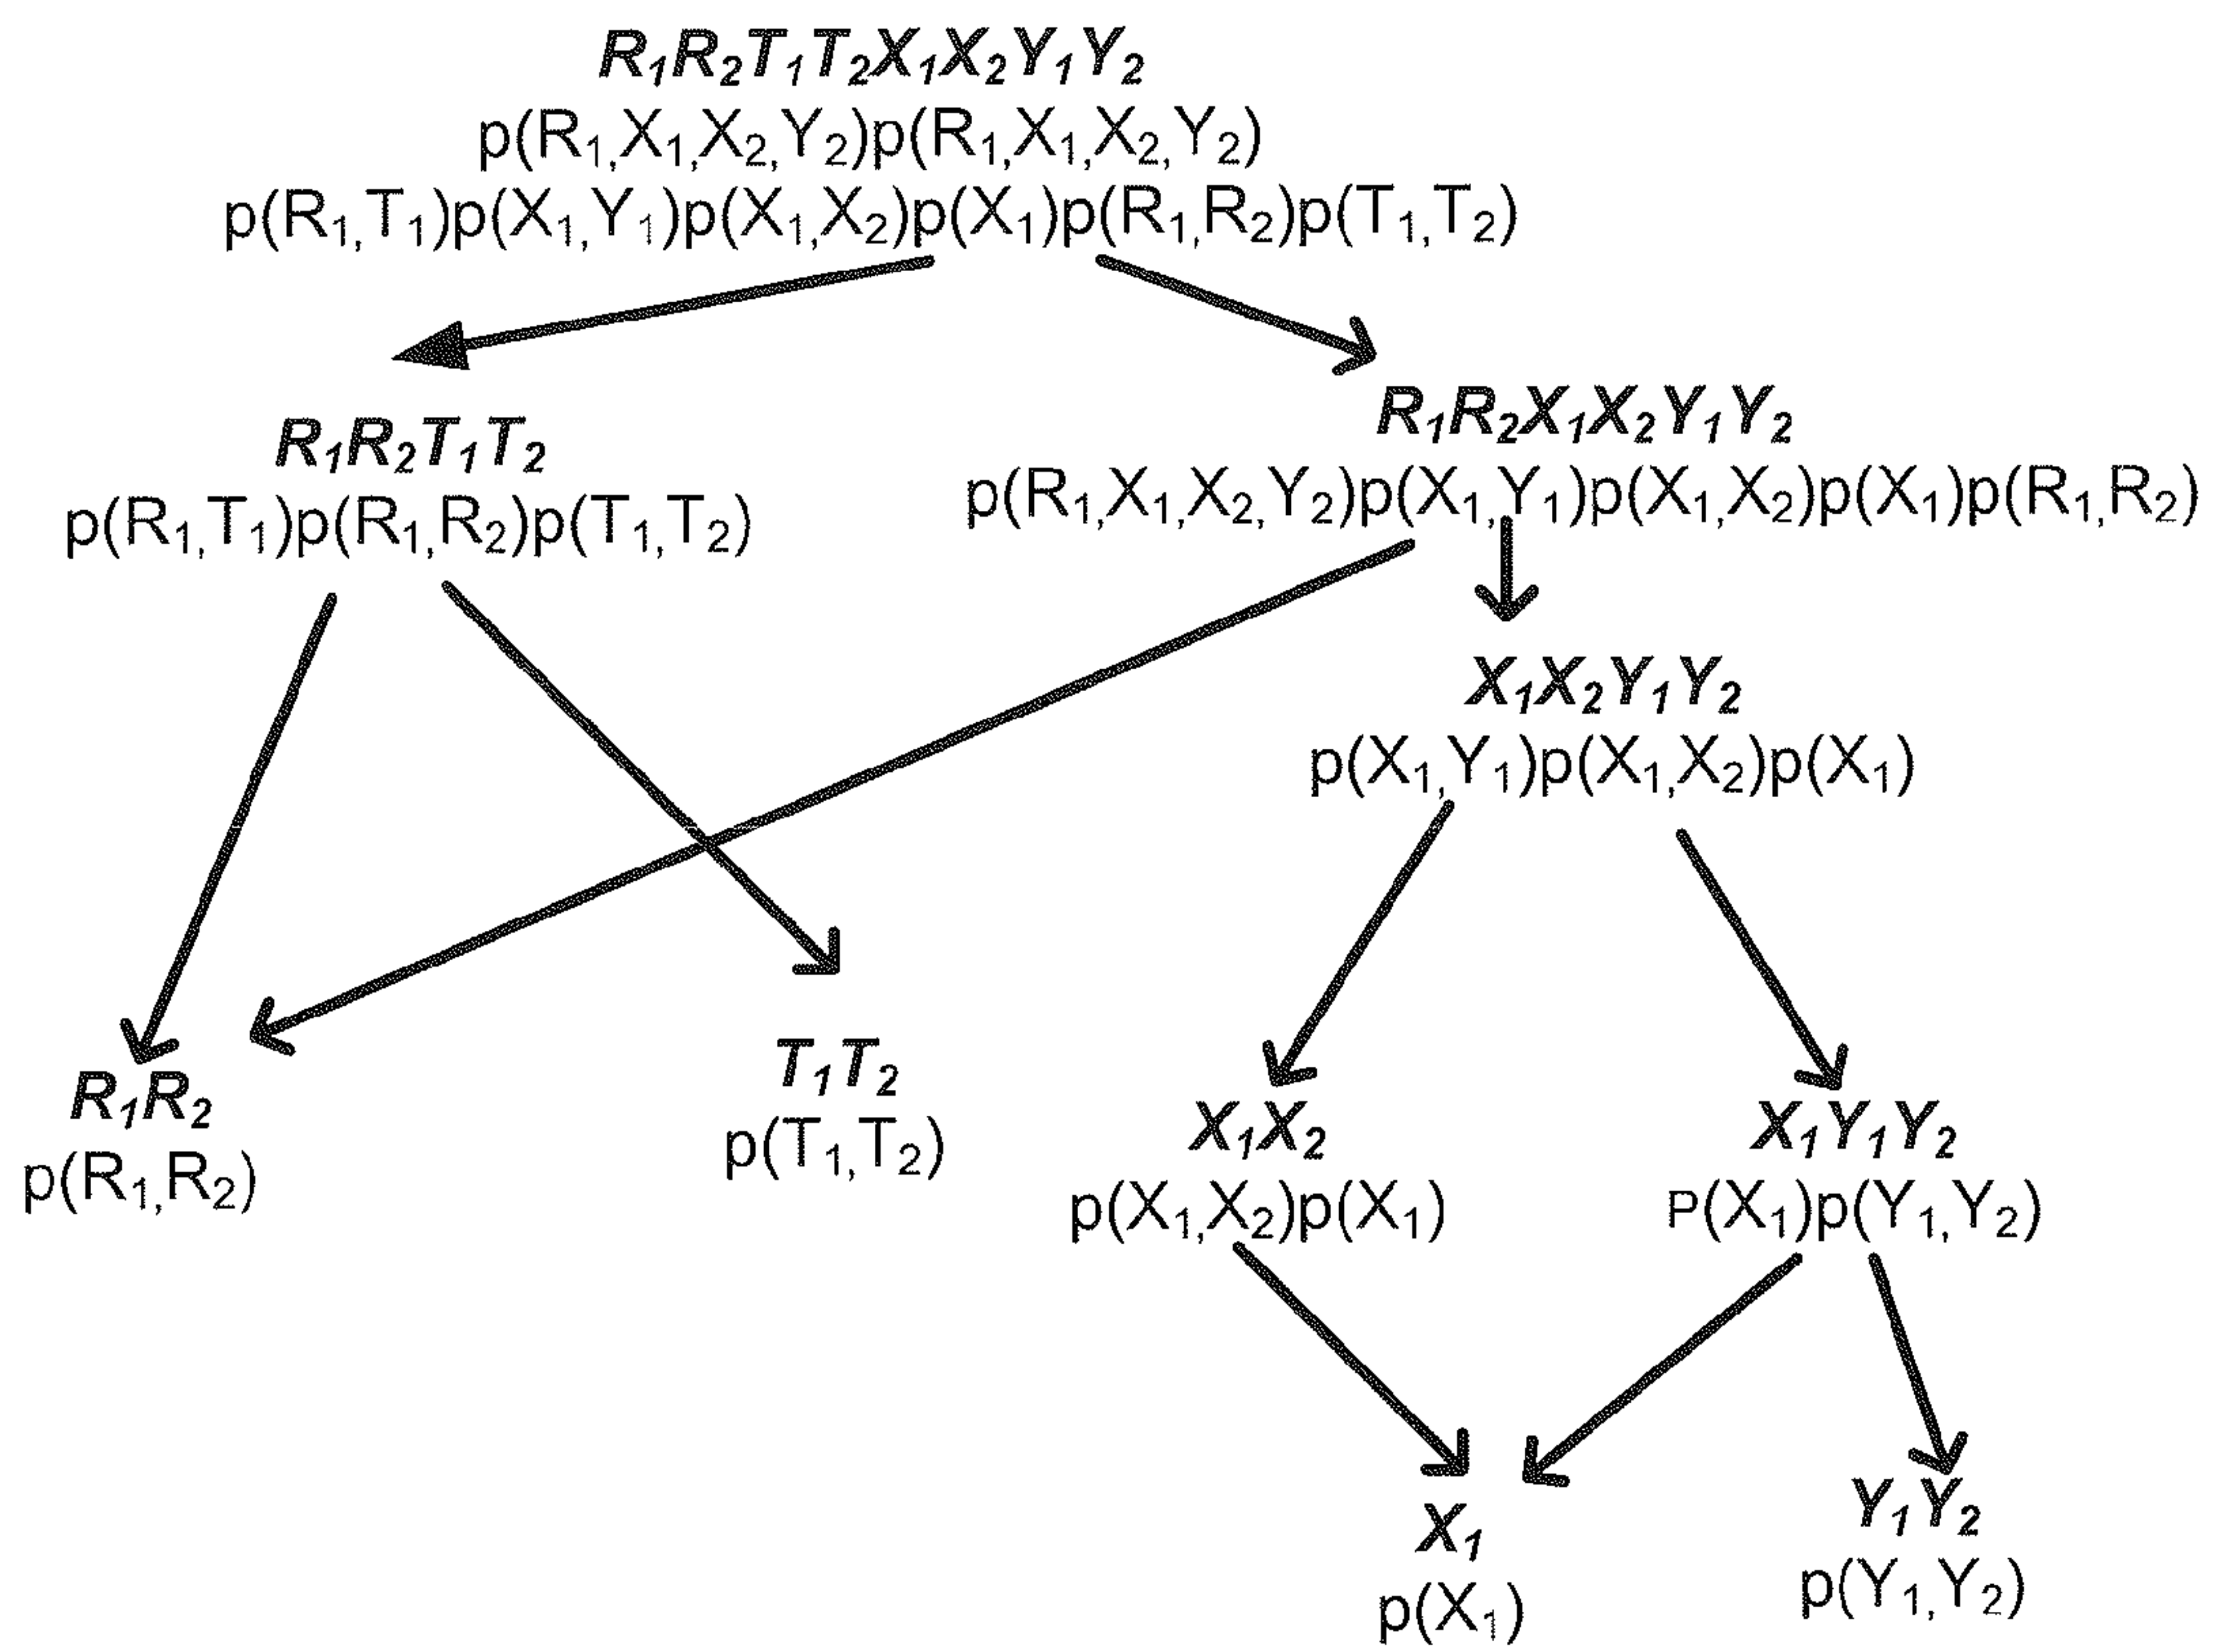 R₁R₂T₁T₂X₁X₂Y₁Y₂
p(R₁,X₁,X₂,Y₂)p(R₁,X₁,X₂,Y₂)
p(R₁,T₁)p(X₁,Y₁)p(X₁,X₂)p(X₁)p(R₁,R₂)p(T₁,T₂)
R₁R₂T₁T₂
p(R₁,T₁)p(R₁,R₂)p(T₁,T₂)
R₁R₂X₁X₂Y₁Y₂
p(R₁,X₁,X₂,Y₂)p(X₁,Y₁)p(X₁,X₂)p(X₁)p(R₁,R₂)
X₁X₂Y₁Y₂
p(X₁,Y₁)p(X₁,X₂)p(X₁)
R₁R₂
p(R₁,R₂)
T₁T₂
p(T₁,T₂)
X₁X₂
p(X₁,X₂)p(X₁)
X₁Y₁Y₂
P(X₁)p(Y₁,Y₂)
X₁
p(X₁)
Y₁Y₂
p(Y₁,Y₂)